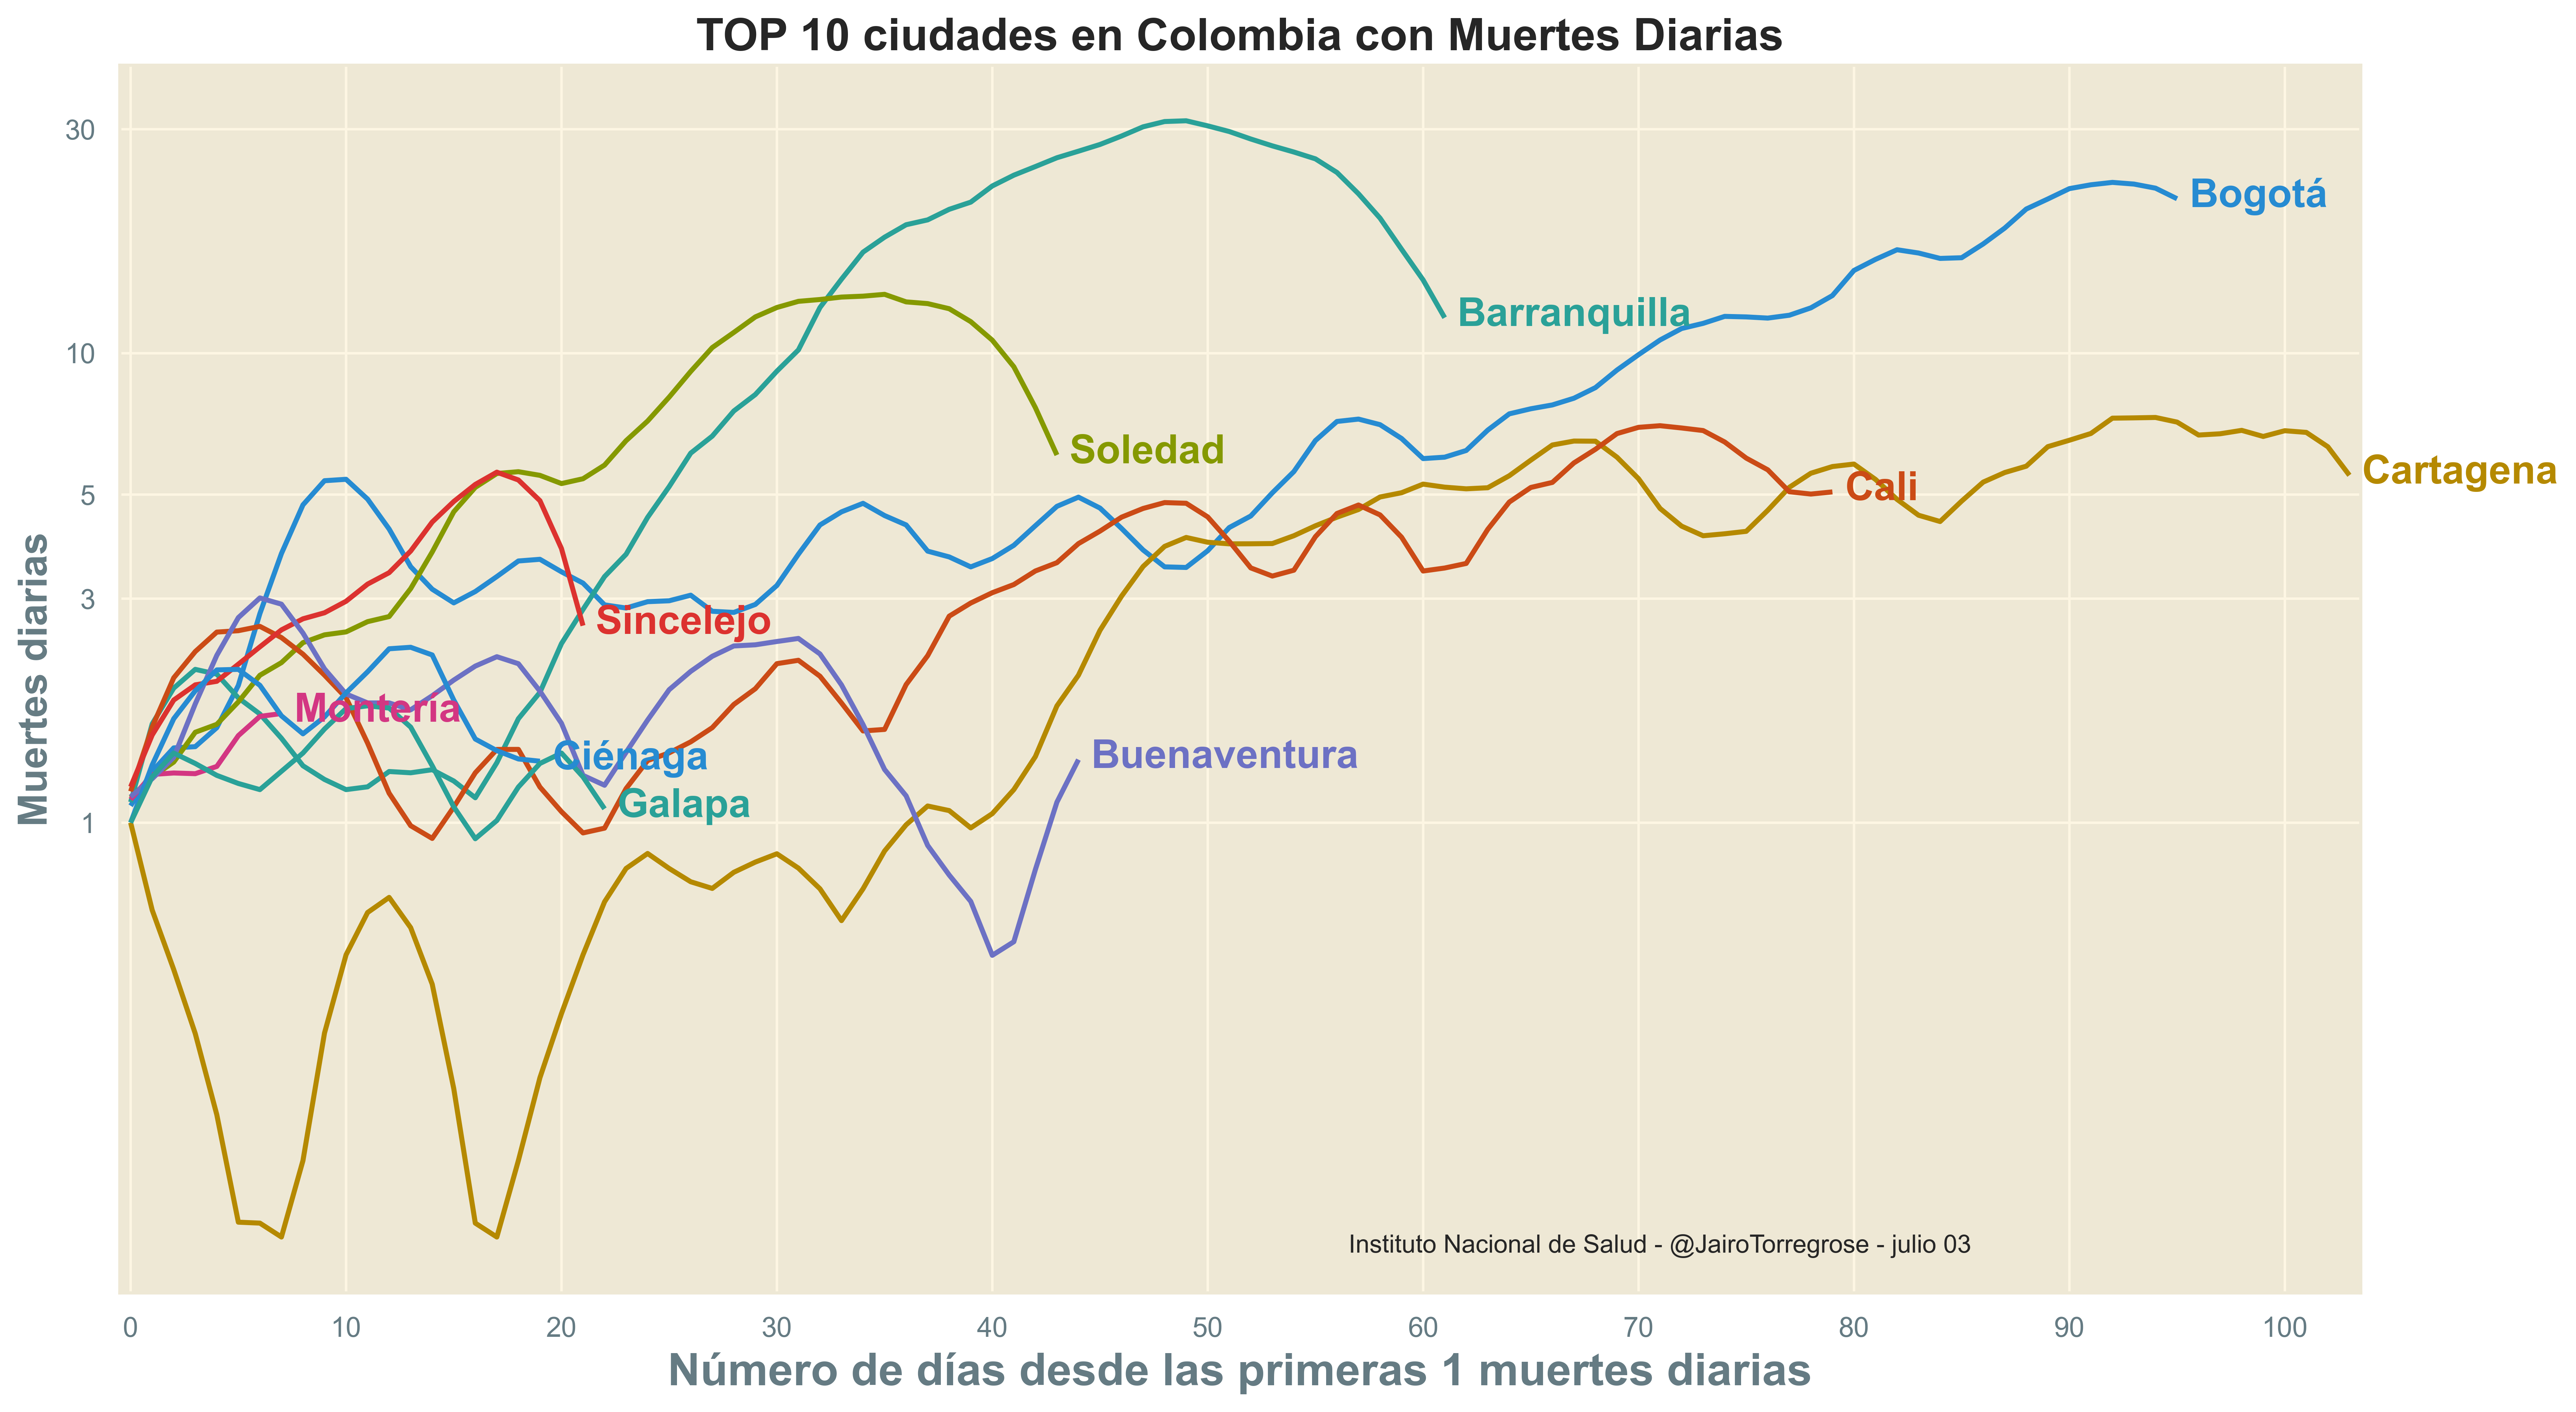 TOP 10 ciudades en Colombia con Muertes Diarias
30
10
5
3
1
Muertes diarias
Bogotá
Barranquilla
Soledad
Cartagena
Cali
Sincelejo
Montería
Ciénaga
Buenaventura
Galapa
Instituto Nacional de Salud - @JairoTorregrose - julio 03
0 10 20 30 40 50 60 70 80 90 100
Número de días desde las primeras 1 muertes diarias